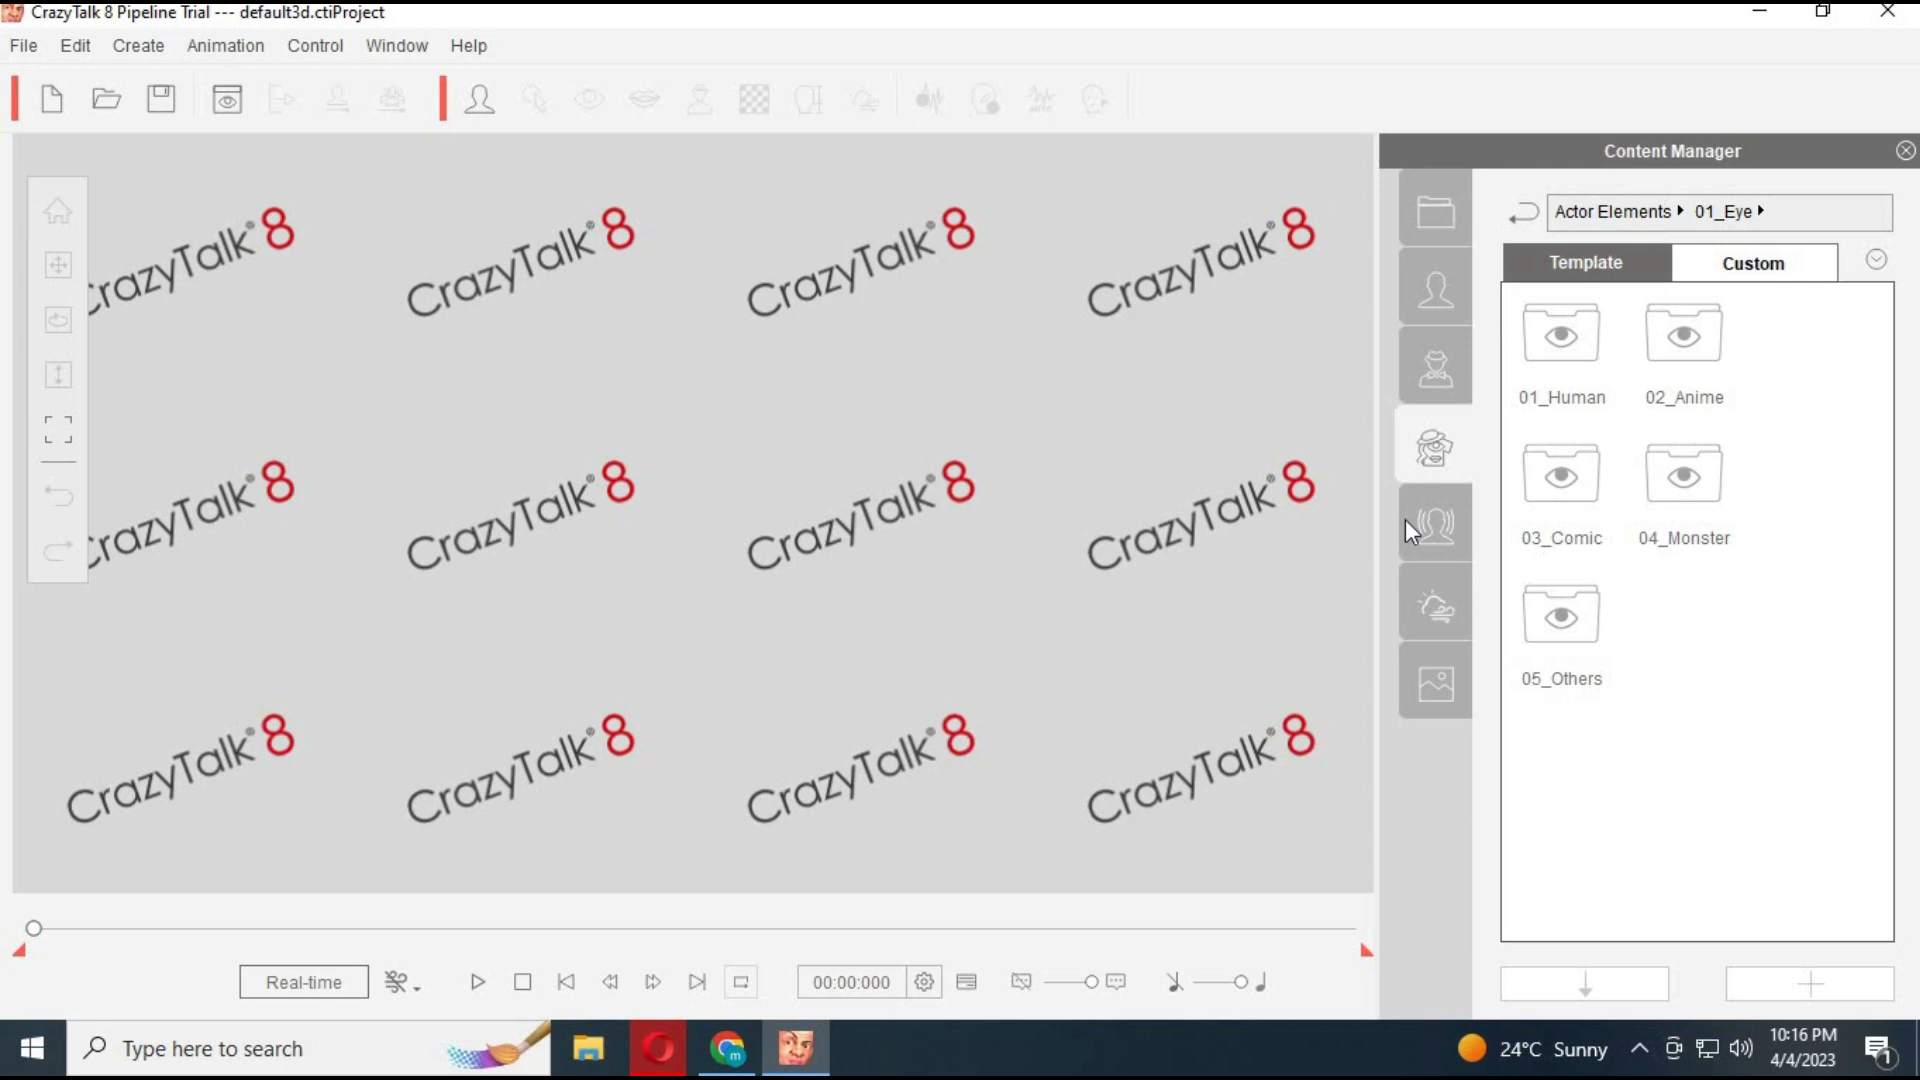 CrazyTalk 8 Pipeline Trial --- default3d.ctiProject
File Edit Create Animation Control Window Help
Content Manager
Actor Elements 01_Eye
Template Custom
01_Human 02_Anime
03_Comic 04_Monster
05_Others
razyTalk® 8 CrazyTalk® 8 CrazyTalk® 8 CrazyTalk® 8
razyTalk® 8 CrazyTalk® 8 CrazyTalk® 8 CrazyTalk® 8
CrazyTalk® 8 CrazyTalk® 8 CrazyTalk® 8 CrazyTalk® 8
Real-time 00:00:000
Type here to search
m
24°C Sunny
10:16 PM
4/4/2023
1